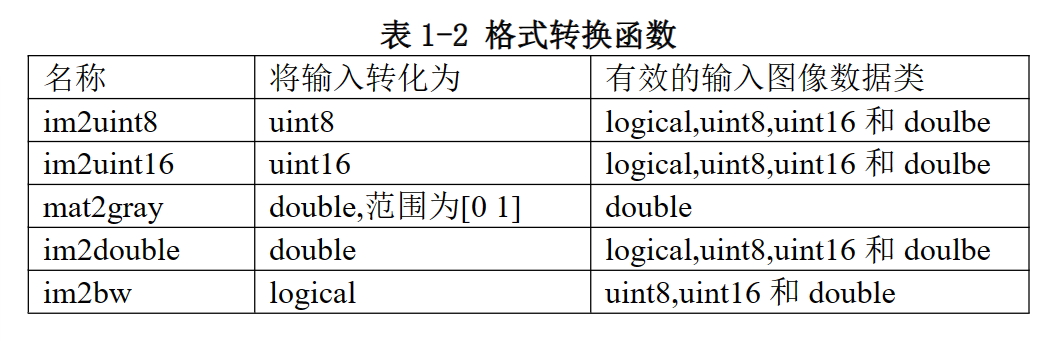 表 1-2 格式转换函数
名称 将输入转化为 有效的输入图像数据类
im2uint8 uint8 logical,uint8,uint16 和 doulbe
im2uint16 uint16 logical,uint8,uint16 和 doulbe
mat2gray double,范围为[0 1] double
im2double double logical,uint8,uint16 和 doulbe
im2bw logical uint8,uint16 和 double